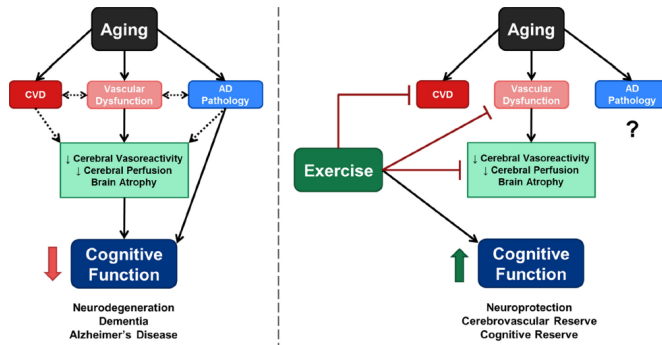 Aging
CVD
Vascular
Dysfunction
AD
Pathology
↓ Cerebral Vasoreactivity
↓ Cerebral Perfusion
Brain Atrophy
Cognitive
Function
Neurodegeneration
Dementia
Alzheimer's Disease
Aging
CVD
Vascular
Dysfunction
AD
Pathology
?
Exercise
↓ Cerebral Vasoreactivity
↓ Cerebral Perfusion
Brain Atrophy
Cognitive
Function
Neuroprotection
Cerebrovascular Reserve
Cognitive Reserve